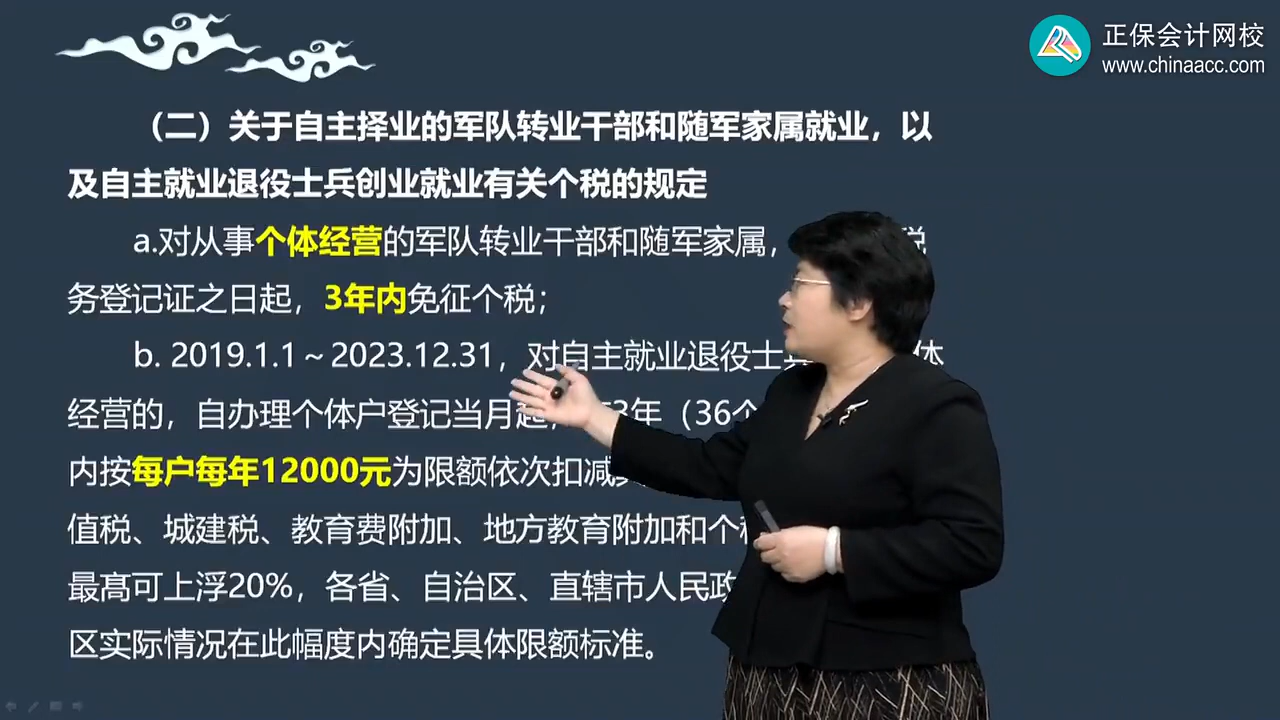 正保会计网校
www.chinaacc.com
（二）关于自主择业的军队转业干部和随军家属就业，以
及自主就业退役士兵创业就业有关个税的规定
a.对从事个体经营的军队转业干部和随军家属，税
务登记证之日起，3年内免征个税；
b. 2019.1.1～2023.12.31，对自主就业退役士体
经营的，自办理个体户登记当月起，3年（36个
内按每户每年12000元为限额依次扣减
值税、城建税、教育费附加、地方教育附加和个
最高可上浮20%，各省、自治区、直辖市人民政
区实际情况在此幅度内确定具体限额标准。